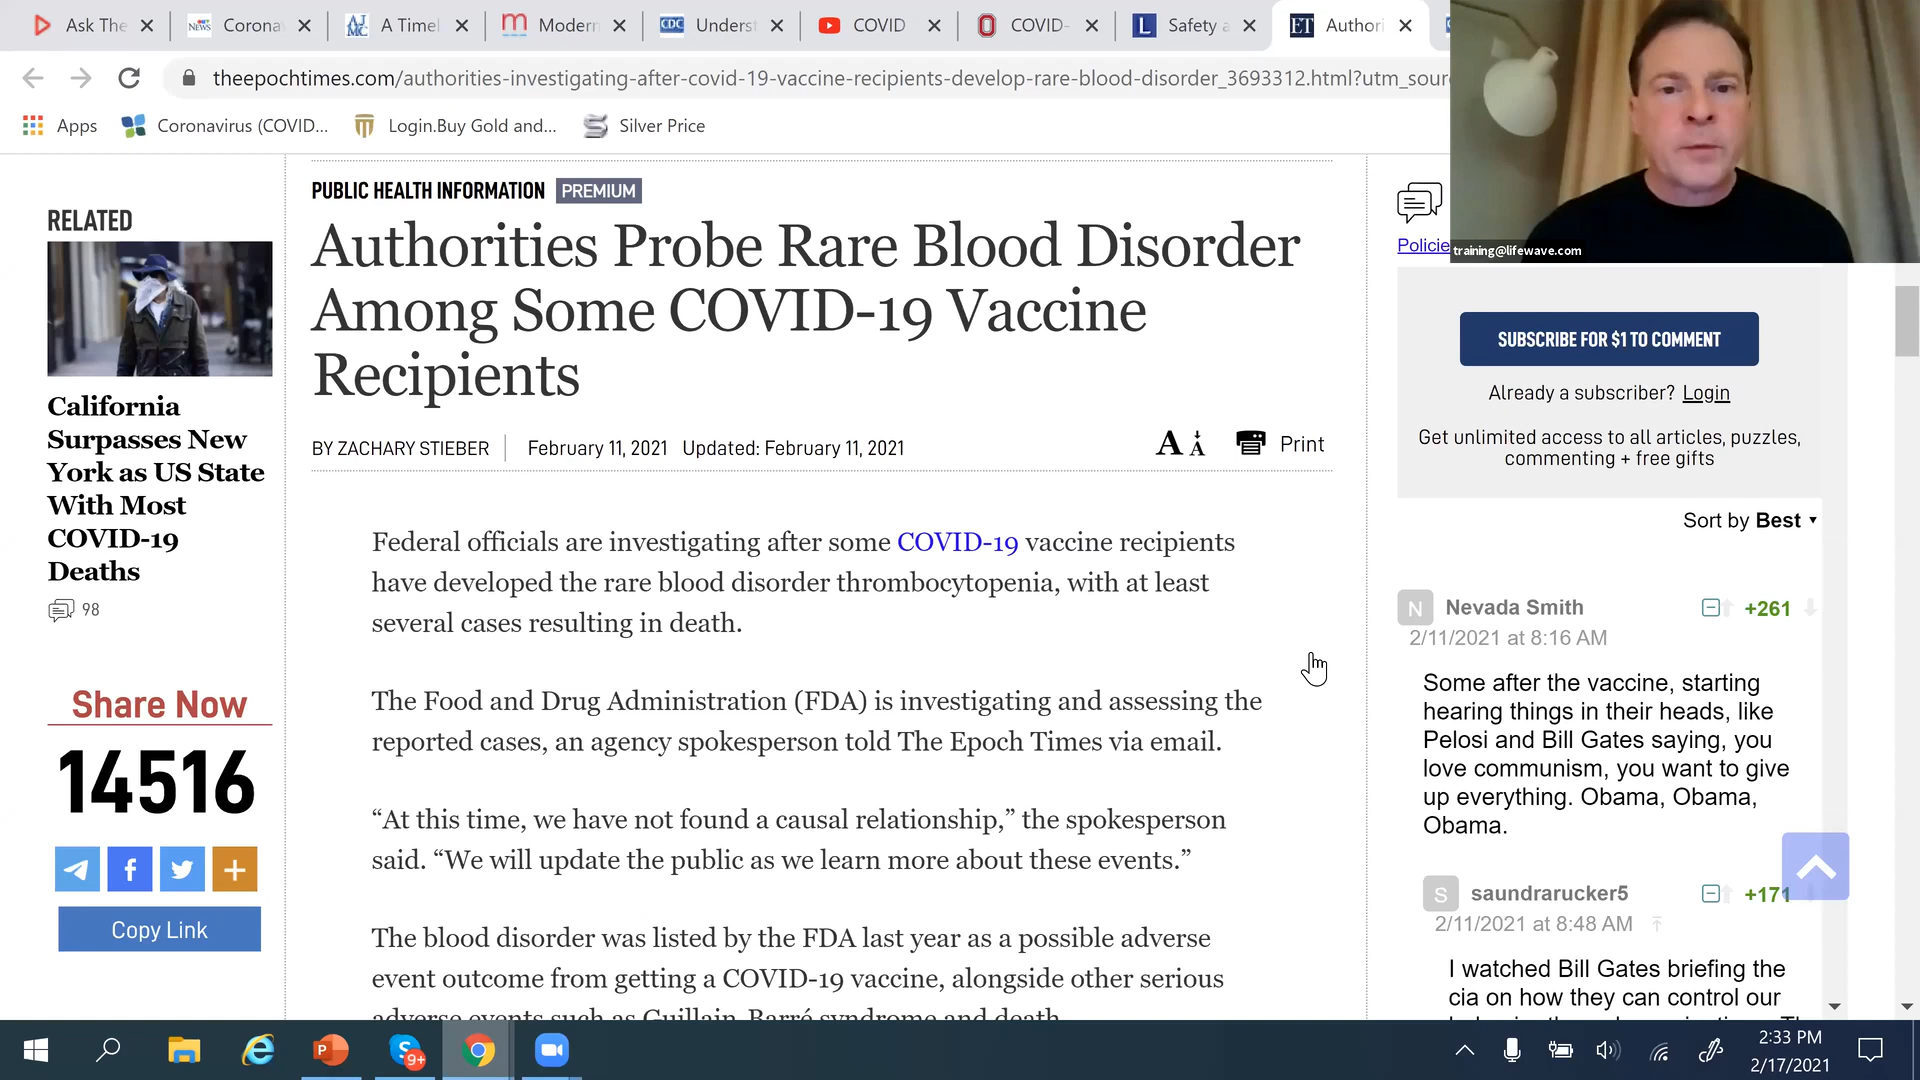 Ask The
Corona
A Timel
Modern
Underst
COVID
COVID-
Safety a
Authori
theepochtimes.com/authorities-investigating-after-covid-19-vaccine-recipients-develop-rare-blood-disorder_3693312.html?utm_sour
Apps
Coronavirus (COVID...
Login.Buy Gold and...
Silver Price
training@lifewave.com
RELATED
California
Surpasses New
York as US State
With Most
COVID-19
Deaths
98
Share Now
14516
Copy Link
PUBLIC HEALTH INFORMATION PREMIUM
Authorities Probe Rare Blood Disorder
Among Some COVID-19 Vaccine
Recipients
BY ZACHARY STIEBER February 11, 2021 Updated: February 11, 2021
A A Print
Federal officials are investigating after some COVID-19 vaccine recipients
have developed the rare blood disorder thrombocytopenia, with at least
several cases resulting in death.
The Food and Drug Administration (FDA) is investigating and assessing the
reported cases, an agency spokesperson told The Epoch Times via email.
“At this time, we have not found a causal relationship,” the spokesperson
said. “We will update the public as we learn more about these events.”
The blood disorder was listed by the FDA last year as a possible adverse
event outcome from getting a COVID-19 vaccine, alongside other serious
adverse events such as Guillain-Barré syndrome and death.
Policie
SUBSCRIBE FOR $1 TO COMMENT
Already a subscriber? Login
Get unlimited access to all articles, puzzles,
commenting + free gifts
Sort by Best
N Nevada Smith +261
2/11/2021 at 8:16 AM
Some after the vaccine, starting
hearing things in their heads, like
Pelosi and Bill Gates saying, you
love communism, you want to give
up everything. Obama, Obama,
Obama.
S saundrarucker5 +171
2/11/2021 at 8:48 AM
I watched Bill Gates briefing the
cia on how they can control our
9+
2:33 PM
2/17/2021